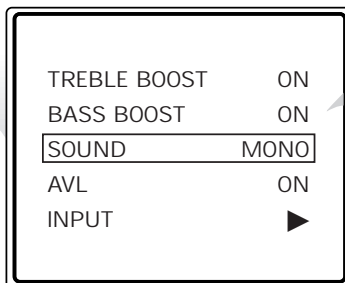 TREBLE BOOST ON
BASS BOOST ON
SOUND MONO
AVL ON
INPUT ▶